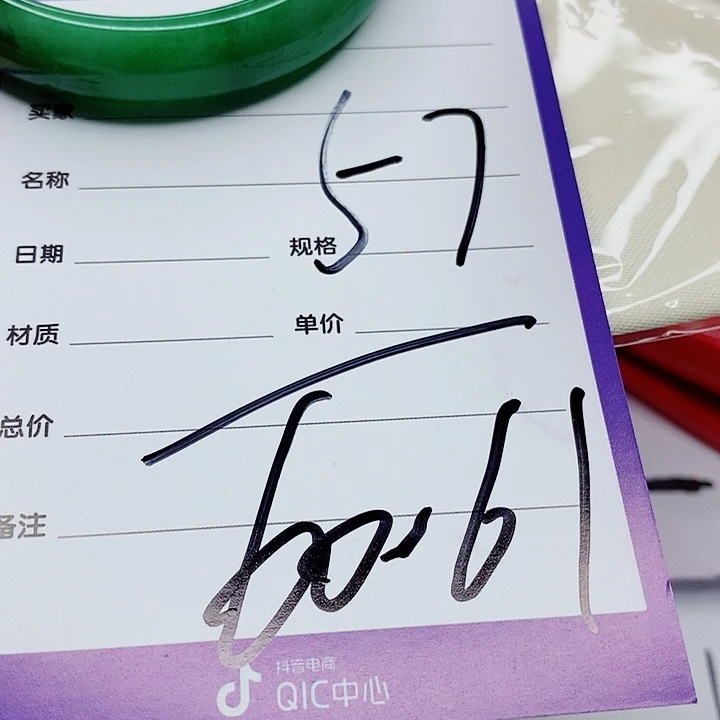 买家
名称
日期 规格
57
材质 单价
总价
备注
60.61
抖音电商
QIC中心